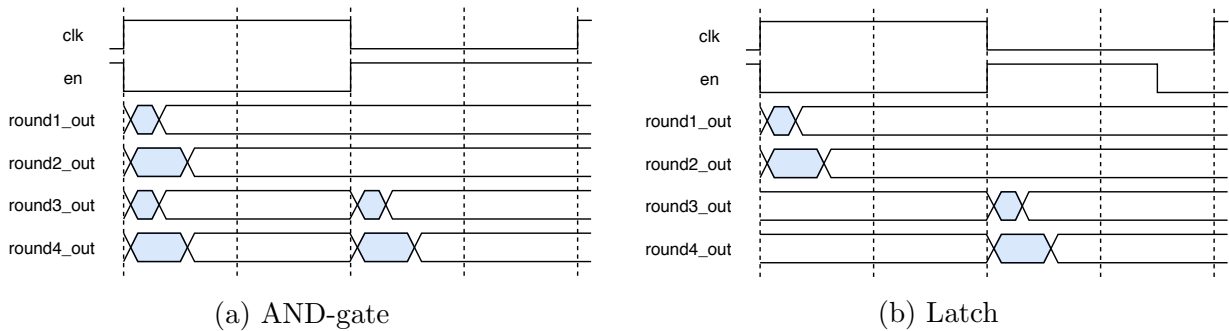 clk
en
round1_out
round2_out
round3_out
round4_out
(a) AND-gate
clk
en
round1_out
round2_out
round3_out
round4_out
(b) Latch